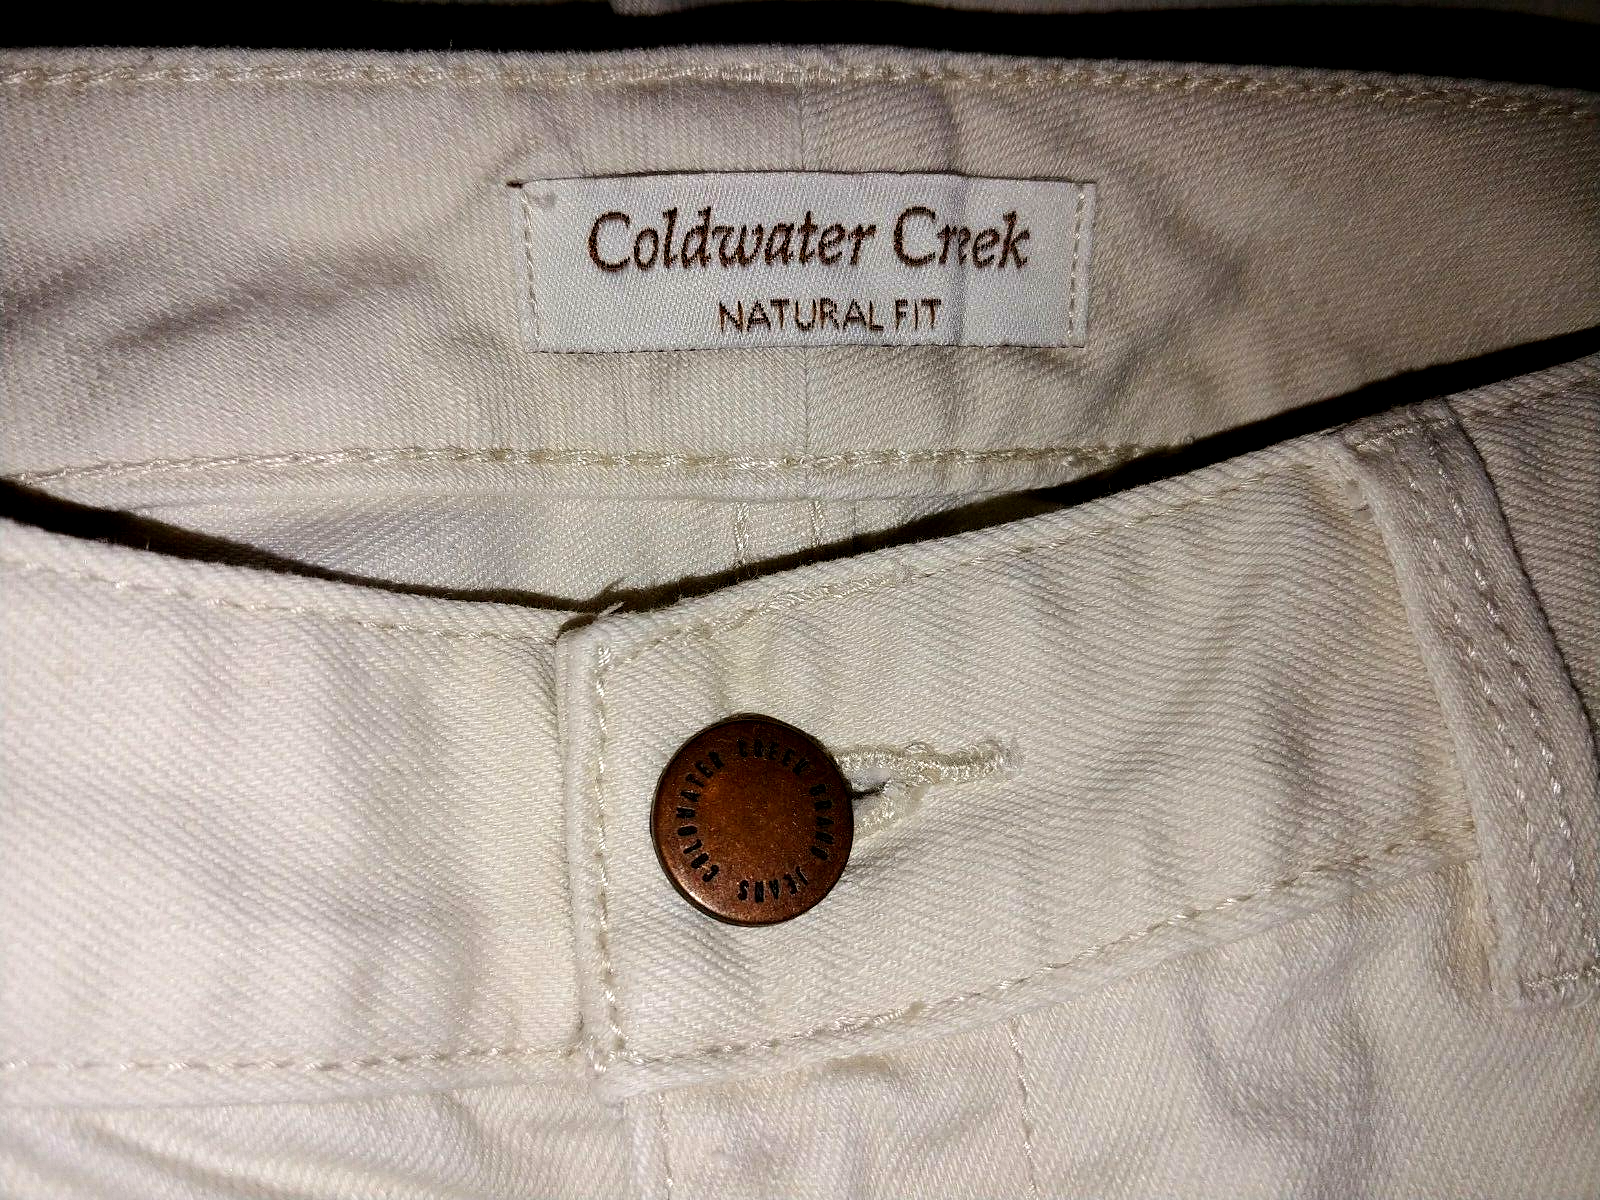 Coldwater Creek
NATURAL FIT
COLDWATER CREEK BRAND JEANS